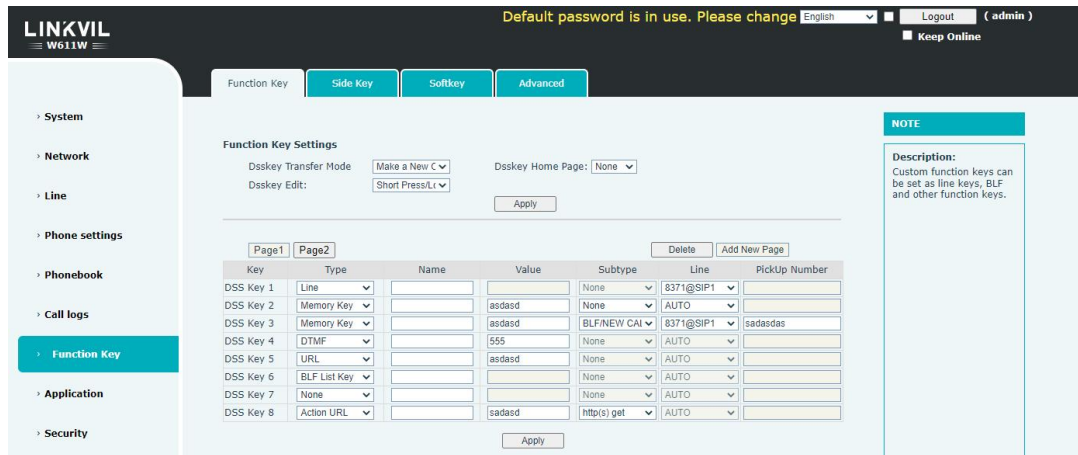 Default password is in use. Please change English Logout ( admin )
Keep Online
LINKVIL
W611W
Function Key Side Key Softkey Advanced
System
Network
Line
Phone settings
Phonebook
Call logs
Function Key
Application
Security
Function Key Settings
Dsskey Transfer Mode Make a New C Dsskey Home Page: None
Dsskey Edit: Short Press/Lo
Apply
Page1 Page2 Delete Add New Page
Key Type Name Value Subtype Line PickUp Number
DSS Key 1 Line None 8371@SIP1
DSS Key 2 Memory Key asdasd None AUTO
DSS Key 3 Memory Key asdasd BLF/NEW CAL 8371@SIP1 sadasdas
DSS Key 4 DTMF 555 None AUTO
DSS Key 5 URL asdasd None AUTO
DSS Key 6 BLF List Key None AUTO
DSS Key 7 None None AUTO
DSS Key 8 Action URL sadasd http(s) get AUTO
Apply
NOTE
Description:
Custom function keys can
be set as line keys, BLF
and other function keys.